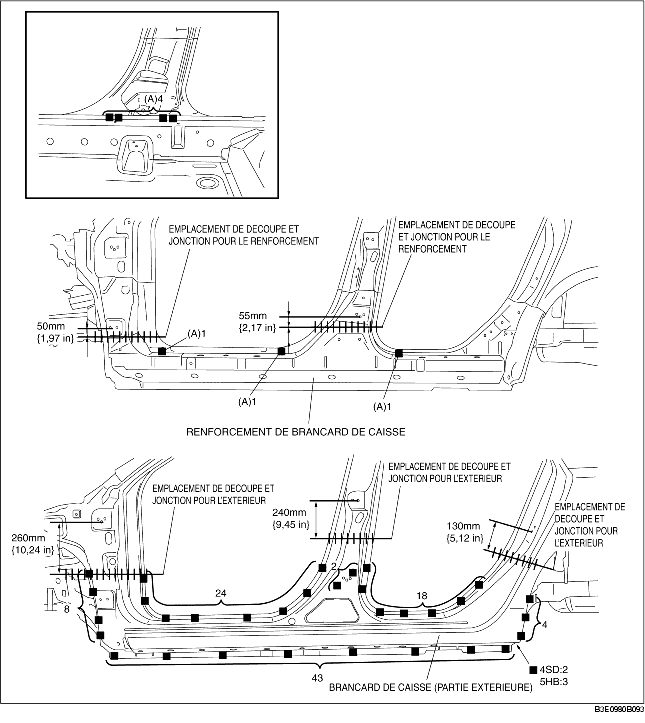 (A)4
EMPLACEMENT DE DECOUPE ET
JONCTION POUR LE RENFORCEMENT
EMPLACEMENT DE DECOUPE
ET JONCTION POUR LE
RENFORCEMENT
50mm
{1,97 in}
55mm
{2,17 in}
(A)1
(A)1
(A)1
RENFORCEMENT DE BRANCARD DE CAISSE
EMPLACEMENT DE DECOUPE ET
JONCTION POUR L'EXTERIEUR
EMPLACEMENT DE DECOUPE ET
JONCTION POUR L'EXTERIEUR
EMPLACEMENT DE
DECOUPE ET
JONCTION POUR
L'EXTERIEUR
260mm
{10,24 in}
240mm
{9,45 in}
130mm
{5,12 in}
2
24
18
8
4
43
4SD:2
5HB:3
BRANCARD DE CAISSE (PARTIE EXTERIEURE)
B3E0980B093